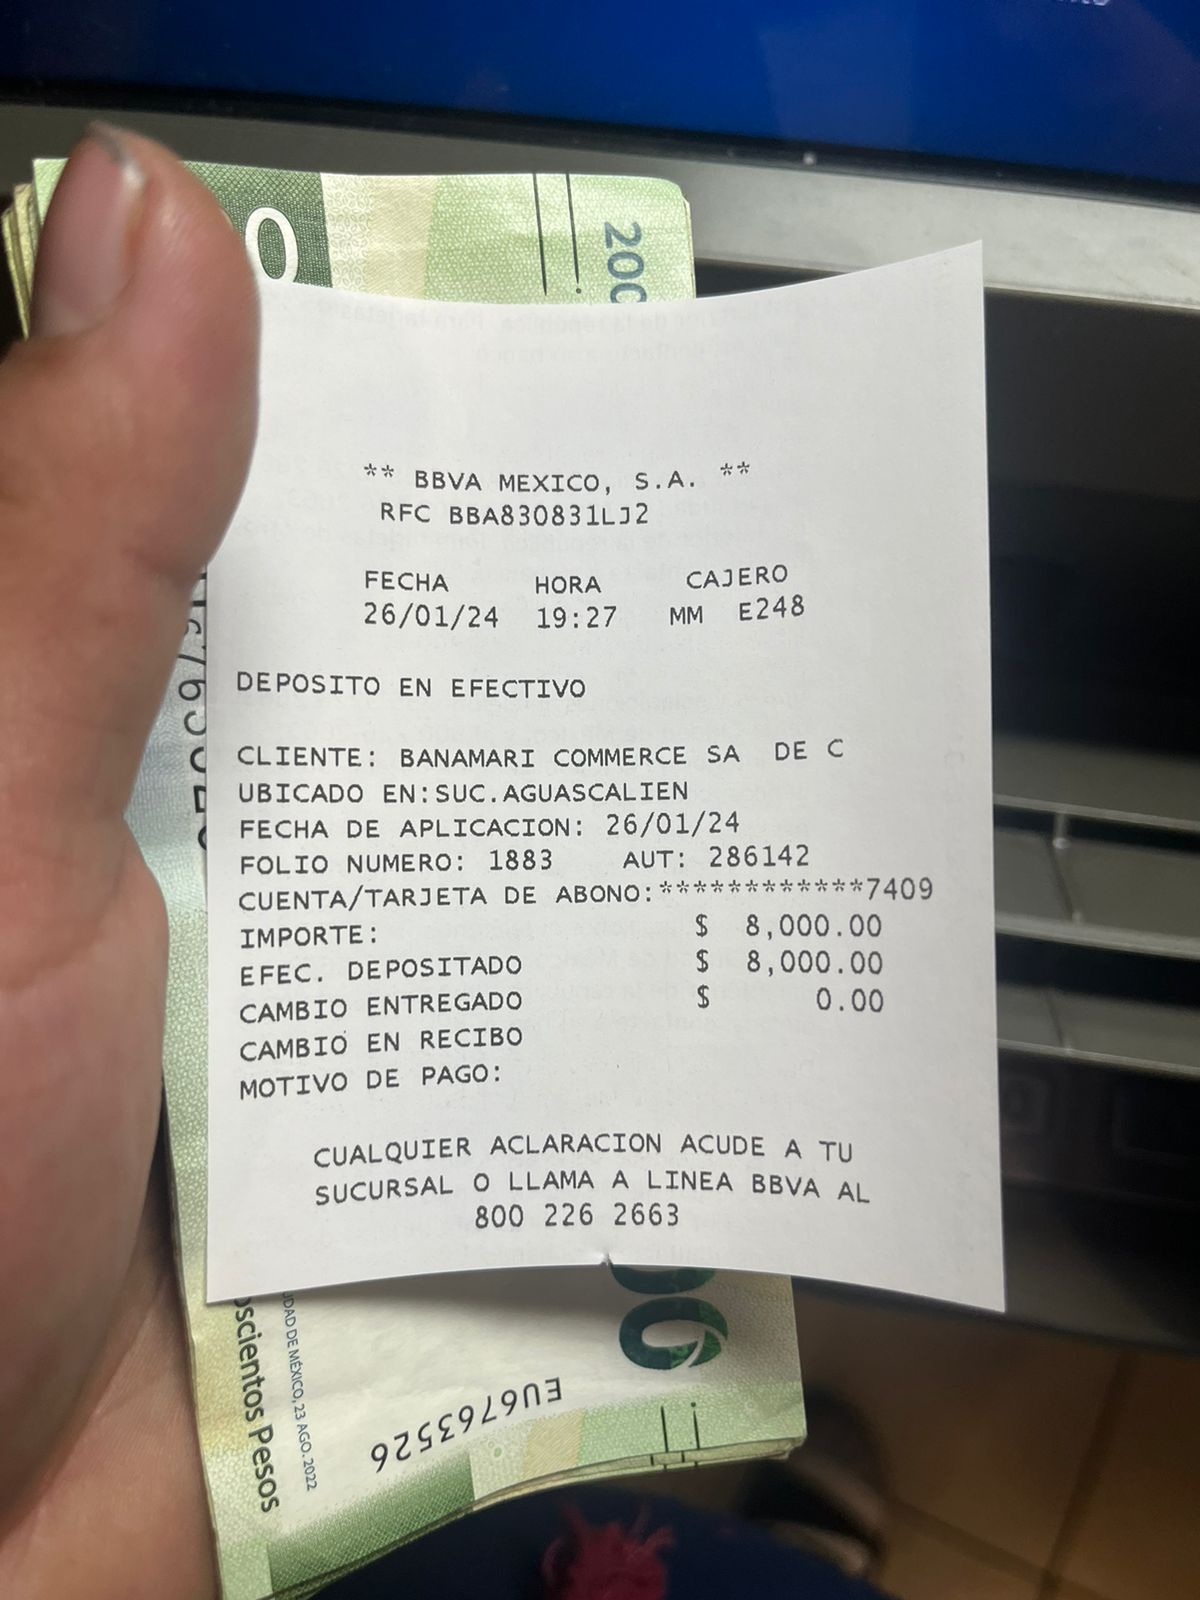 0
200
** BBVA MEXICO, S.A. **
RFC BBA830831LJ2
FECHA HORA CAJERO
26/01/24 19:27 MM E248
DEPOSITO EN EFECTIVO
CLIENTE: BANAMARI COMMERCE SA DE C
UBICADO EN:SUC.AGUASCALIEN
FECHA DE APLICACION: 26/01/24
FOLIO NUMERO: 1883 AUT: 286142
CUENTA/TARJETA DE ABONO:************7409
IMPORTE: $ 8,000.00
EFEC. DEPOSITADO $ 8,000.00
CAMBIO ENTREGADO $ 0.00
CAMBIO EN RECIBO
MOTIVO DE PAGO:
CUALQUIER ACLARACION ACUDE A TU
SUCURSAL O LLAMA A LINEA BBVA AL
800 226 2663
oscientos Pesos
UDAD DE MÉXICO, 23 AGO. 2022
EU6763526